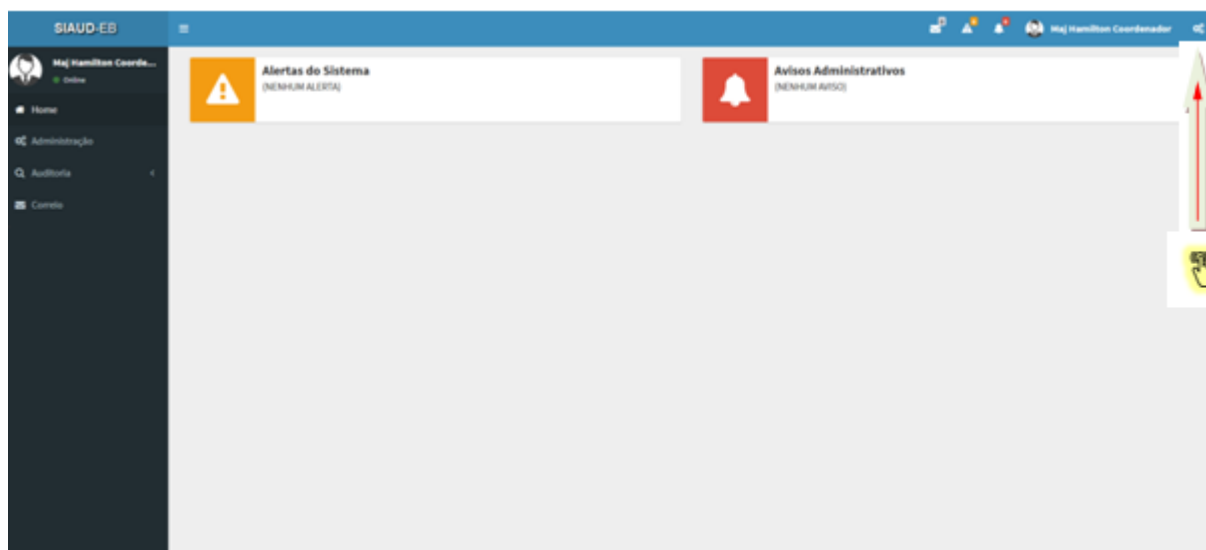 SIAUD-EB
Maj Hamilton Coordenador
Maj Hamilton Coorde...
Online
Home
Administração
Auditoria
Correio
Alertas do Sistema
(NENHUM ALERTA)
Avisos Administrativos
(NENHUM AVISO)